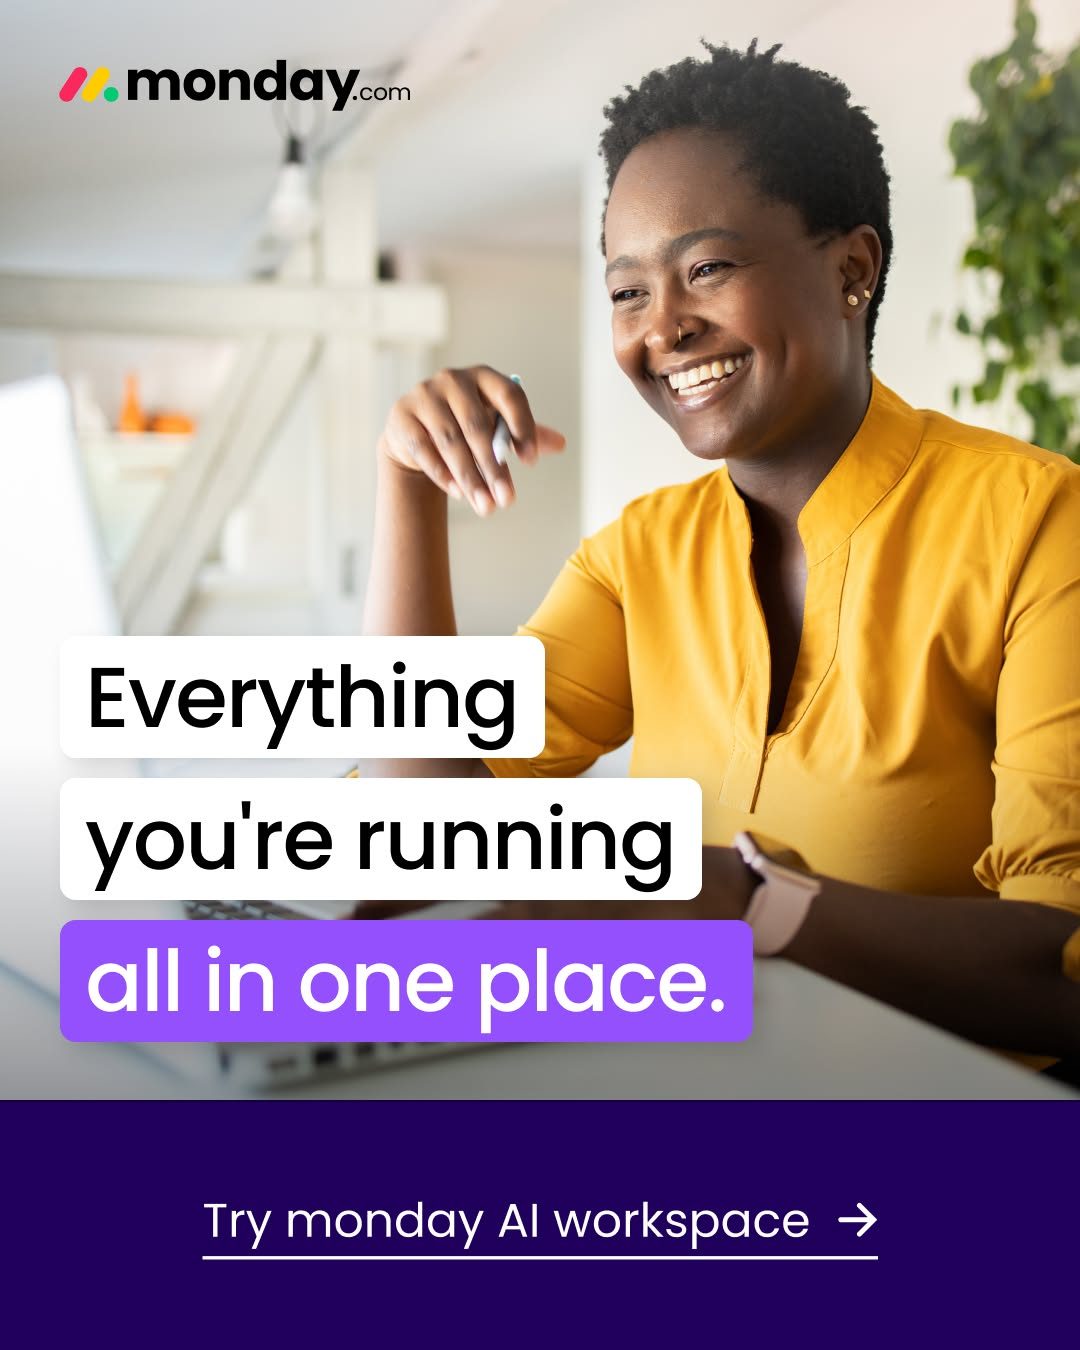 monday.com
Everything
you're running
all in one place.
Try monday AI workspace →